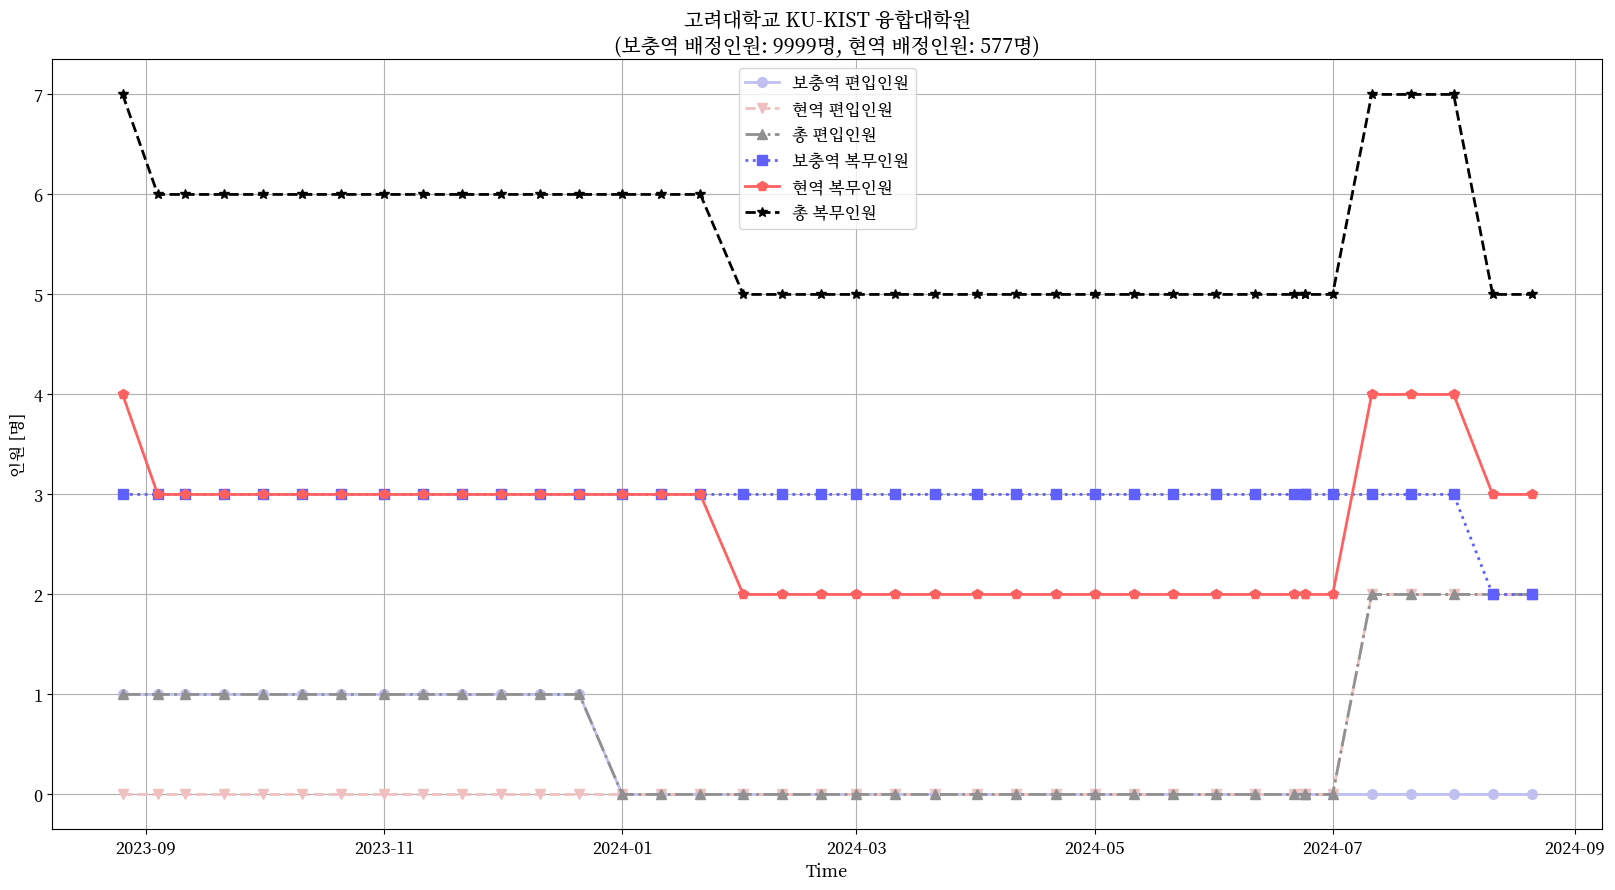 고려대학교 KU-KIST 융합대학원
(보충역 배정인원: 9999명, 현역 배정인원: 577명)
보충역 편입인원
현역 편입인원
총 편입인원
보충역 복무인원
현역 복무인원
총 복무인원
인원 [명]
7
6
5
4
3
2
1
0
2023-09
2023-11
2024-01
2024-03
2024-05
2024-07
2024-09
Time